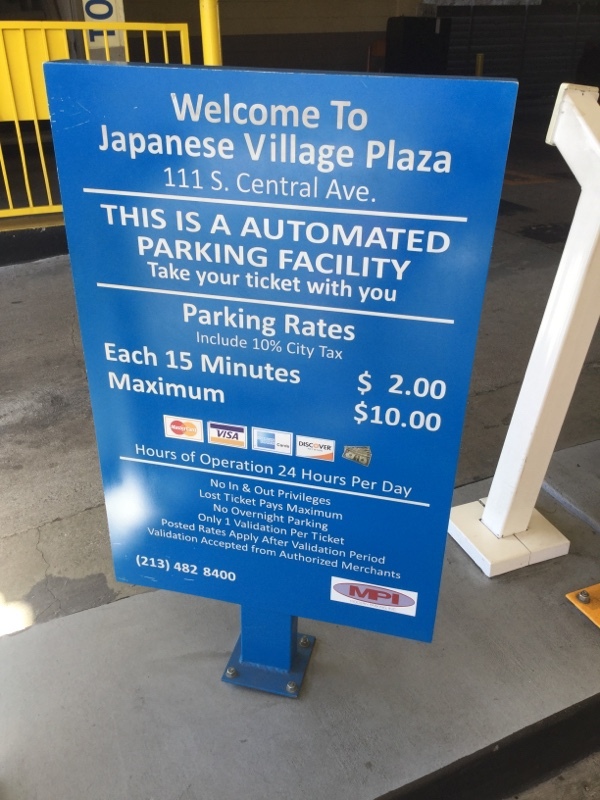 TO
Welcome To
Japanese Village Plaza
111 S. Central Ave.
THIS IS A AUTOMATED
PARKING FACILITY
Take your ticket with you
Parking Rates
Include 10% City Tax
Each 15 Minutes $ 2.00
Maximum $10.00
MasterCard VISA DISCOVER
Hours of Operation 24 Hours Per Day
No In & Out Privileges
Lost Ticket Pays Maximum
No Overnight Parking
Only 1 Validation Per Ticket
Posted Rates Apply After Validation Period
Validation Accepted from Authorized Merchants
(213) 482 8400
MPI